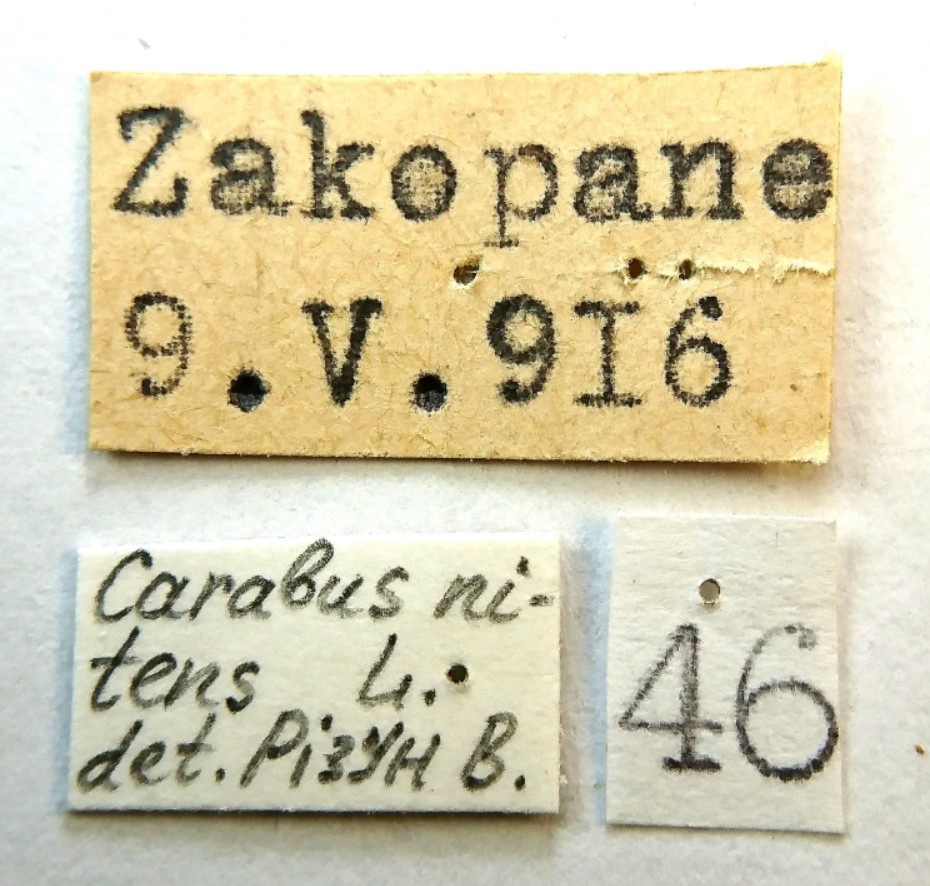 Zakopane
9.V.9I6
Carabus ni-
tens L.
det. Різун В.
46